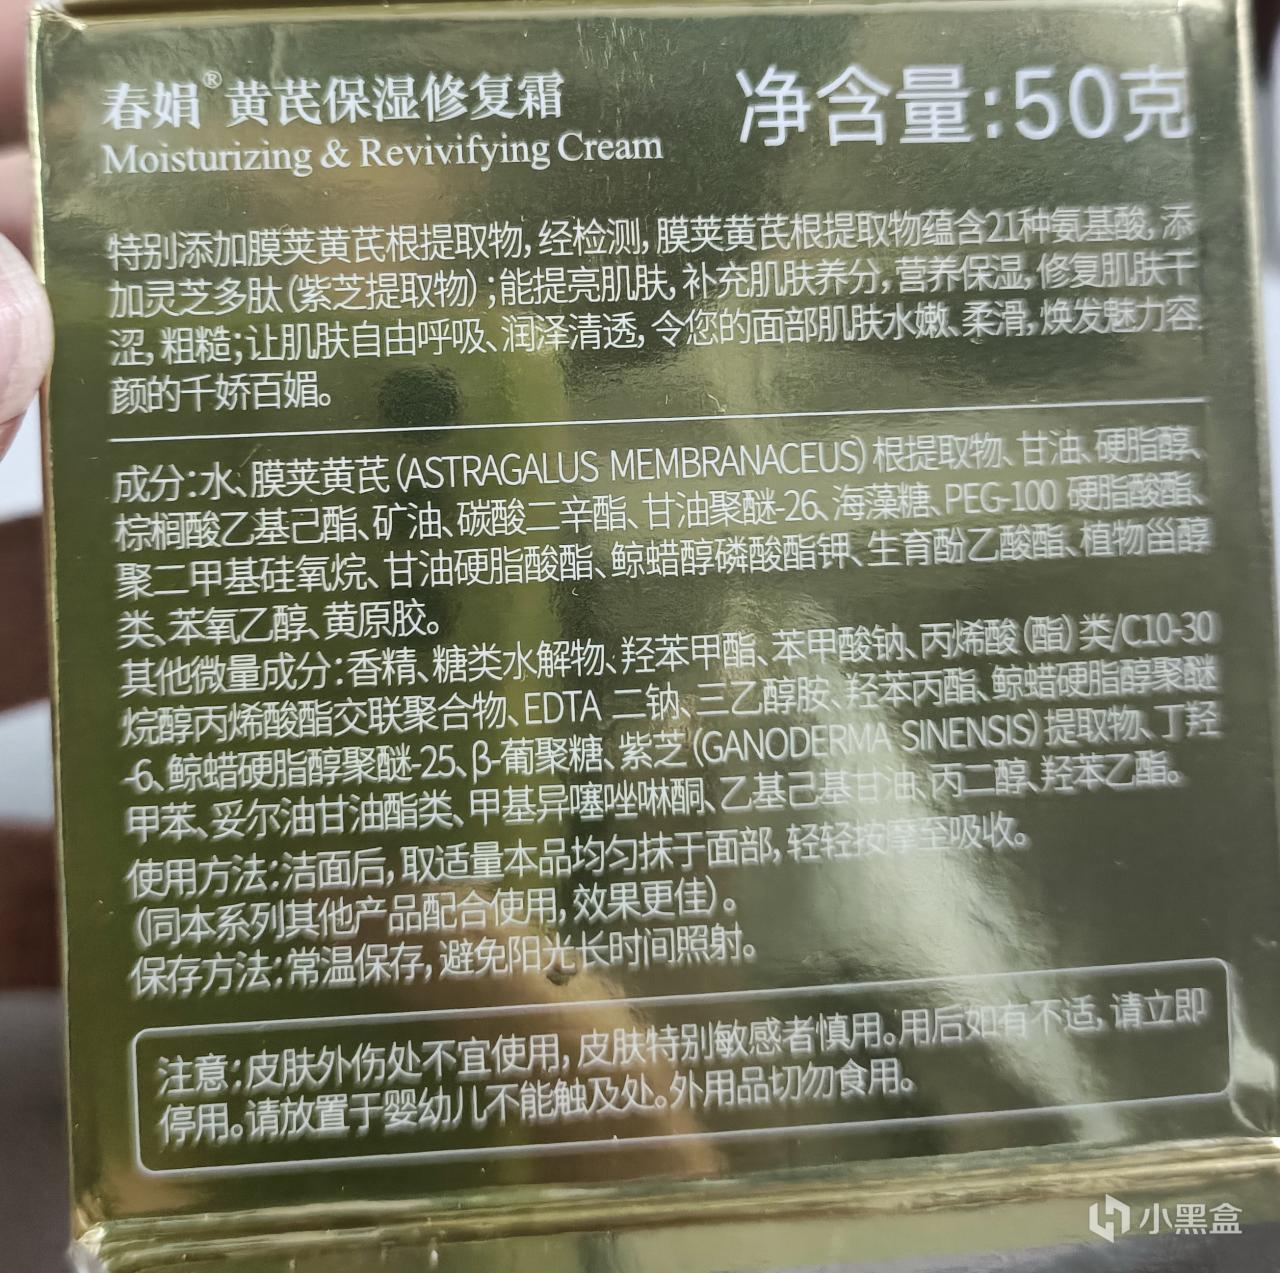 春娟®黄芪保湿修复霜
净含量:50克
Moisturizing & Revivifying Cream
特别添加膜荚黄芪根提取物,经检测,膜荚黄芪根提取物蕴含21种氨基酸,添
加灵芝多肽(紫芝提取物);能提亮肌肤,补充肌肤养分,营养保湿,修复肌肤干
涩,粗糙;让肌肤自由呼吸、润泽清透,令您的面部肌肤水嫩、柔滑,焕发魅力容
颜的千娇百媚。
成分:水、膜荚黄芪(ASTRAGALUS MEMBRANACEUS)根提取物、甘油、硬脂醇、
棕榈酸乙基己酯、矿油、碳酸二辛酯、甘油聚醚-26、海藻糖、PEG-100 硬脂酸酯、
聚二甲基硅氧烷、甘油硬脂酸酯、鲸蜡醇磷酸酯钾、生育酚乙酸酯、植物甾醇
类、苯氧乙醇、黄原胶。
其他微量成分:香精、糖类水解物、羟苯甲酯、苯甲酸钠、丙烯酸(酯)类/C10-30
烷醇丙烯酸酯交联聚合物、EDTA 二钠、三乙醇胺、羟苯丙酯、鲸蜡硬脂醇聚醚
-6、鲸蜡硬脂醇聚醚-25、β-葡聚糖、紫芝(GANODERMA SINENSIS)提取物、丁羟
甲苯、妥尔油甘油酯类、甲基异噻唑啉酮、乙基己基甘油、丙二醇、羟苯乙酯。
使用方法:洁面后,取适量本品均匀抹于面部,轻轻按摩至吸收。
(同本系列其他产品配合使用,效果更佳)。
保存方法:常温保存,避免阳光长时间照射。
注意:皮肤外伤处不宜使用,皮肤特别敏感者慎用。用后如有不适,请立即
停用。请放置于婴幼儿不能触及处。外用品切勿食用。
小黑盒